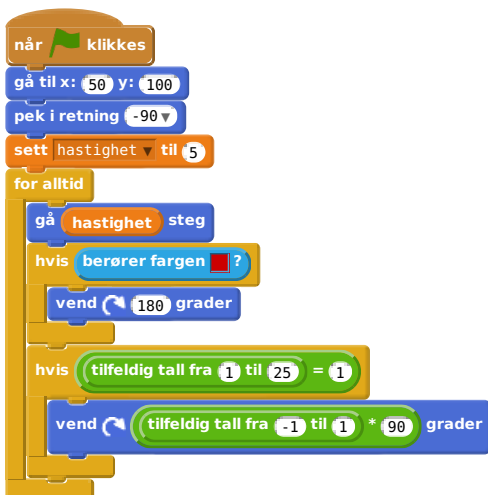 når klikkes
gå til x: 50 y: 100
pek i retning -90
sett hastighet til 5
for alltid
gå hastighet steg
hvis berører fargen ?
vend 180 grader
hvis tilfeldig tall fra 1 til 25 = 1
vend tilfeldig tall fra -1 til 1 * 90 grader